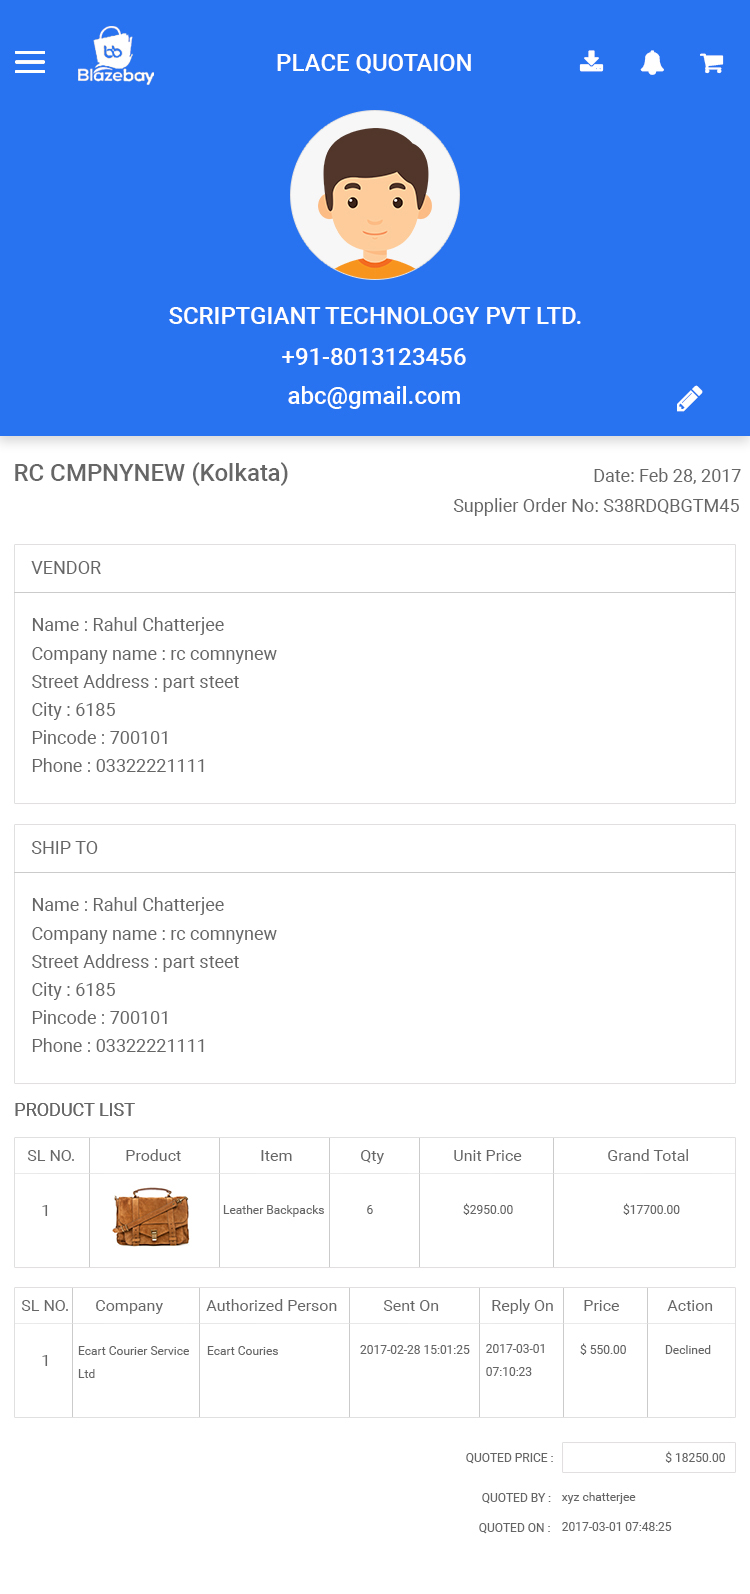 bb
Blazebay
PLACE QUOTAION
SCRIPTGIANT TECHNOLOGY PVT LTD.
+91-8013123456
abc@gmail.com
RC CMPNYNEW (Kolkata)
Date: Feb 28, 2017
Supplier Order No: S38RDQBGTM45
VENDOR
Name : Rahul Chatterjee
Company name : rc comnynew
Street Address : part steet
City : 6185
Pincode : 700101
Phone : 03322221111
SHIP TO
Name : Rahul Chatterjee
Company name : rc comnynew
Street Address : part steet
City : 6185
Pincode : 700101
Phone : 03322221111
PRODUCT LIST
SL NO. Product Item Qty Unit Price Grand Total
1 Leather Backpacks 6 $2950.00 $17700.00
SL NO. Company Authorized Person Sent On Reply On Price Action
1 Ecart Courier Service Ecart Couries 2017-02-28 15:01:25 2017-03-01 $ 550.00 Declined
Ltd 07:10:23
QUOTED PRICE : $ 18250.00
QUOTED BY : xyz chatterjee
QUOTED ON : 2017-03-01 07:48:25